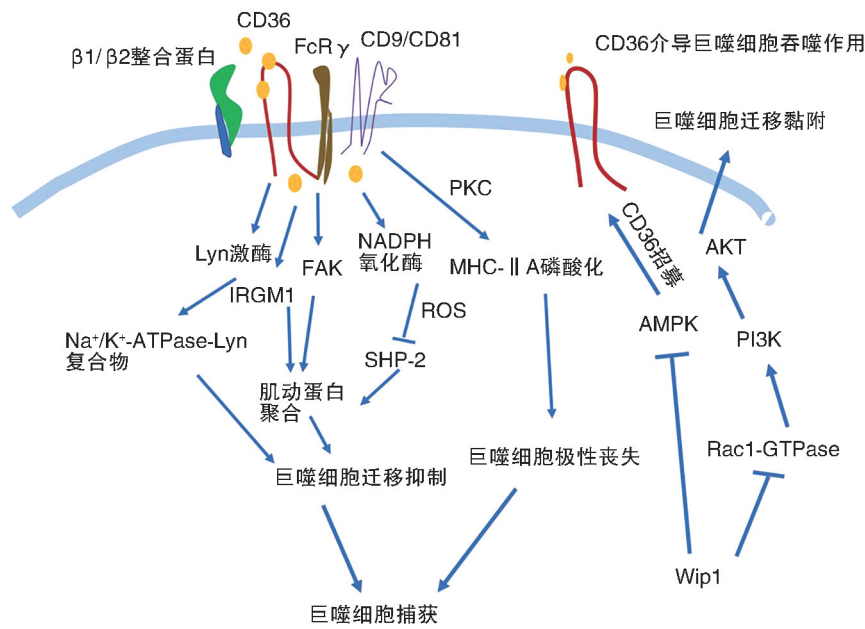 CD36
FcRγ
CD9/CD81
β1/β2整合蛋白
CD36介导巨噬细胞吞噬作用
巨噬细胞迁移黏附
PKC
CD36招募
Lyn激酶
FAK
NADPH
氧化酶
MHC-ⅡA磷酸化
AKT
IRGM1
ROS
Na⁺/K⁺-ATPase-Lyn
复合物
SHP-2
AMPK
PI3K
肌动蛋白
聚合
巨噬细胞迁移抑制
巨噬细胞极性丧失
Rac1-GTPase
Wip1
巨噬细胞捕获